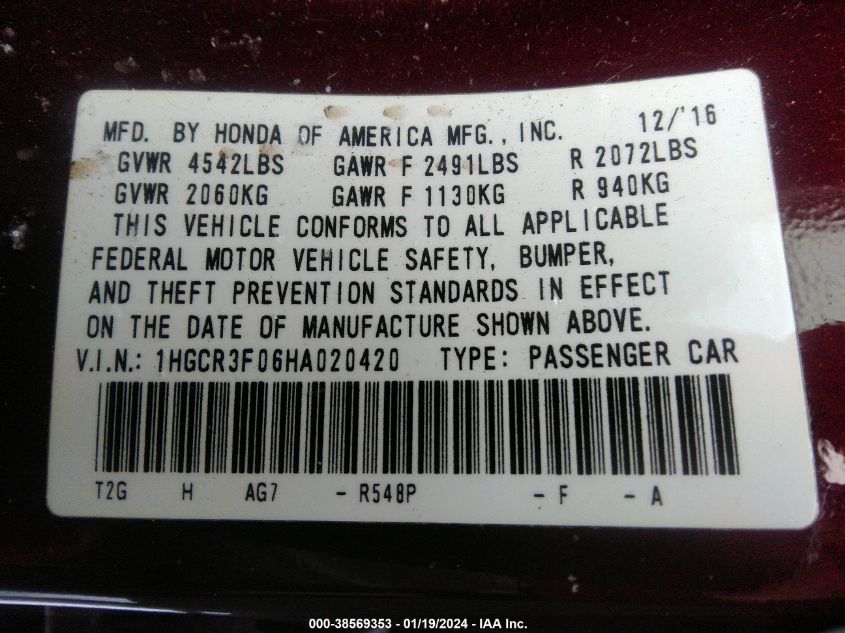 MFD. BY HONDA OF AMERICA MFG., INC. 12/'16
GVWR 4542LBS GAWR F 2491LBS R 2072LBS
GVWR 2060KG GAWR F 1130KG R 940KG
THIS VEHICLE CONFORMS TO ALL APPLICABLE
FEDERAL MOTOR VEHICLE SAFETY, BUMPER,
AND THEFT PREVENTION STANDARDS IN EFFECT
ON THE DATE OF MANUFACTURE SHOWN ABOVE.
V.I.N.: 1HGCR3F06HA020420 TYPE: PASSENGER CAR
T2G H AG7 - R548P - F - A
000-38569353 - 01/19/2024 - IAA Inc.